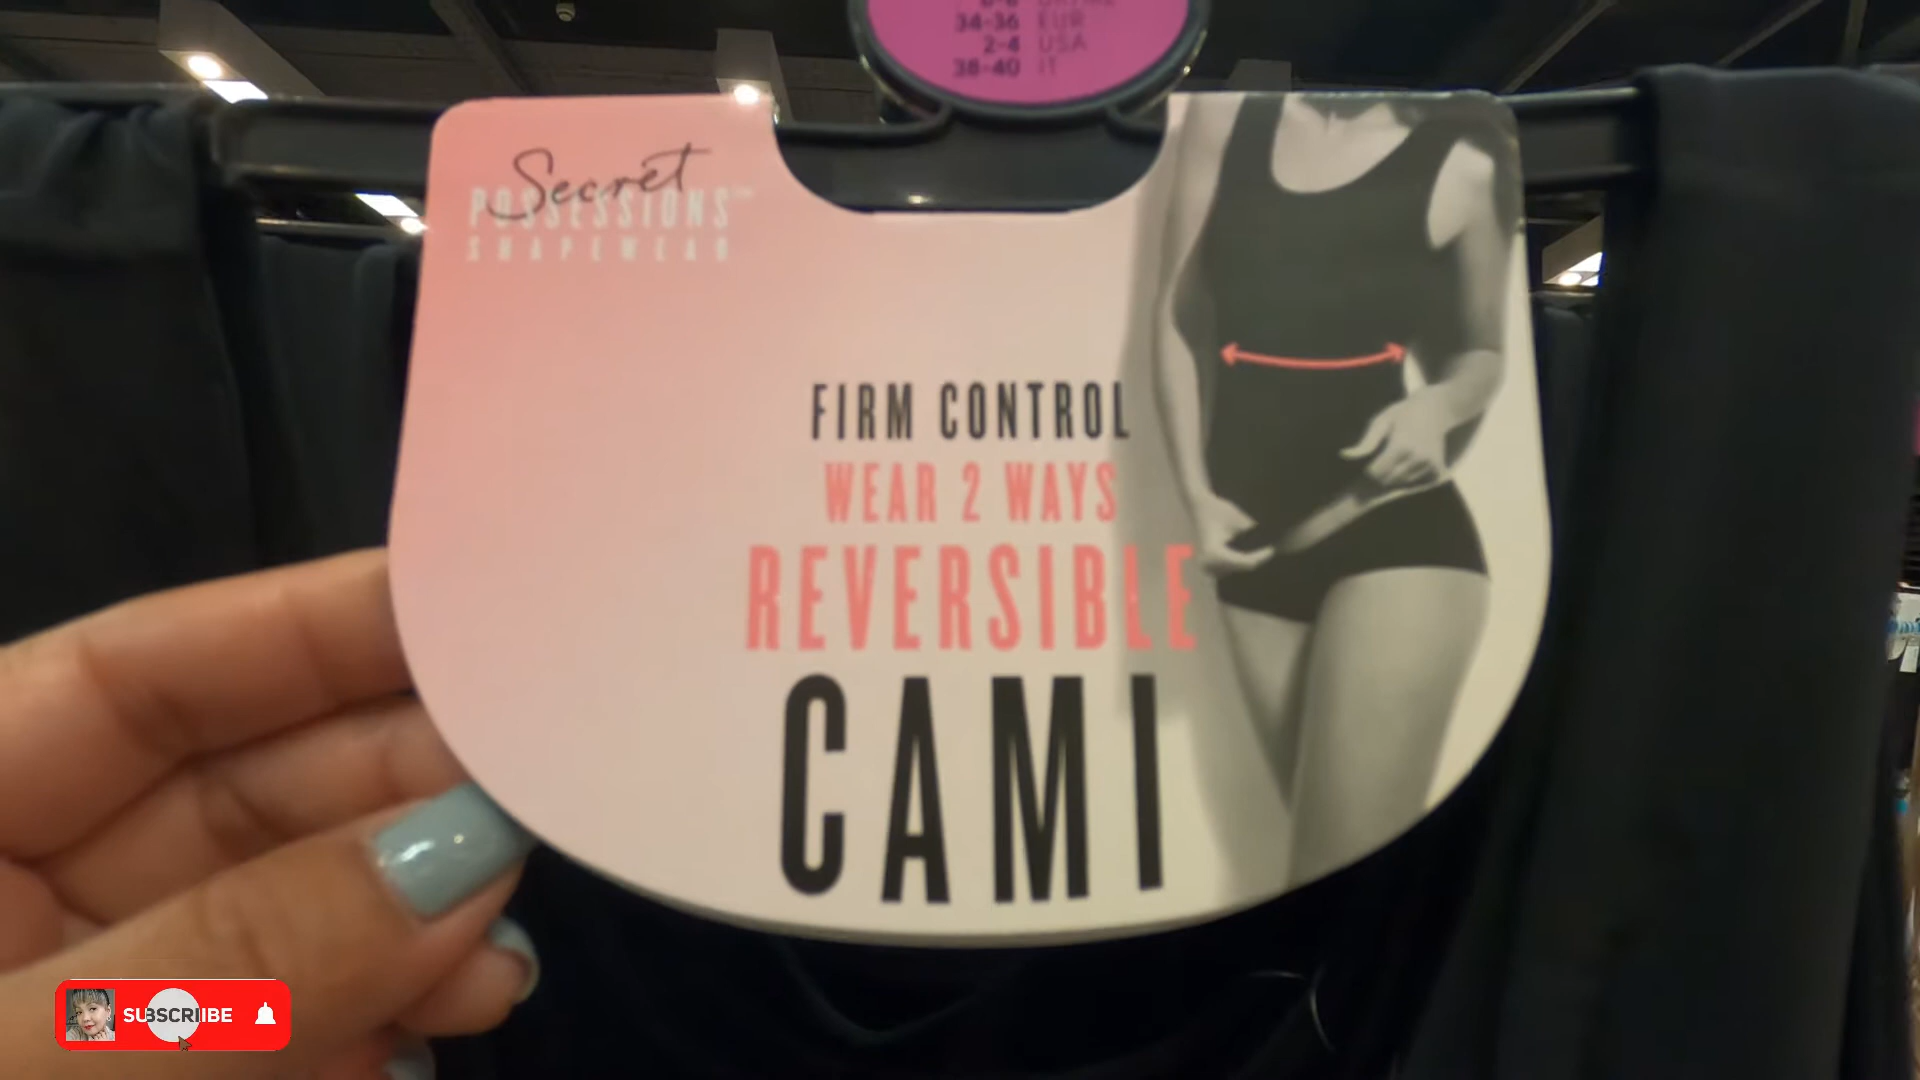 34-36 EUR
2-4 USA
38-40 IT
Secret
POSSESSIONS™
SHAPEWEAR
FIRM CONTROL
WEAR 2 WAYS
REVERSIBLE
CAMI
SUBSCRIBE